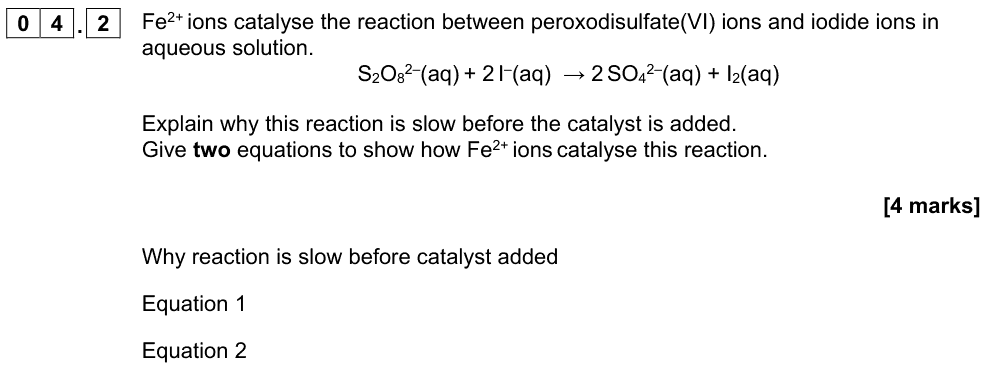 0 4 . 2 Fe²⁺ ions catalyse the reaction between peroxodisulfate(VI) ions and iodide ions in
aqueous solution.
S₂O₈²⁻(aq) + 2 I⁻(aq) → 2 SO₄²⁻(aq) + I₂(aq)
Explain why this reaction is slow before the catalyst is added.
Give two equations to show how Fe²⁺ ions catalyse this reaction.
[4 marks]
Why reaction is slow before catalyst added
Equation 1
Equation 2